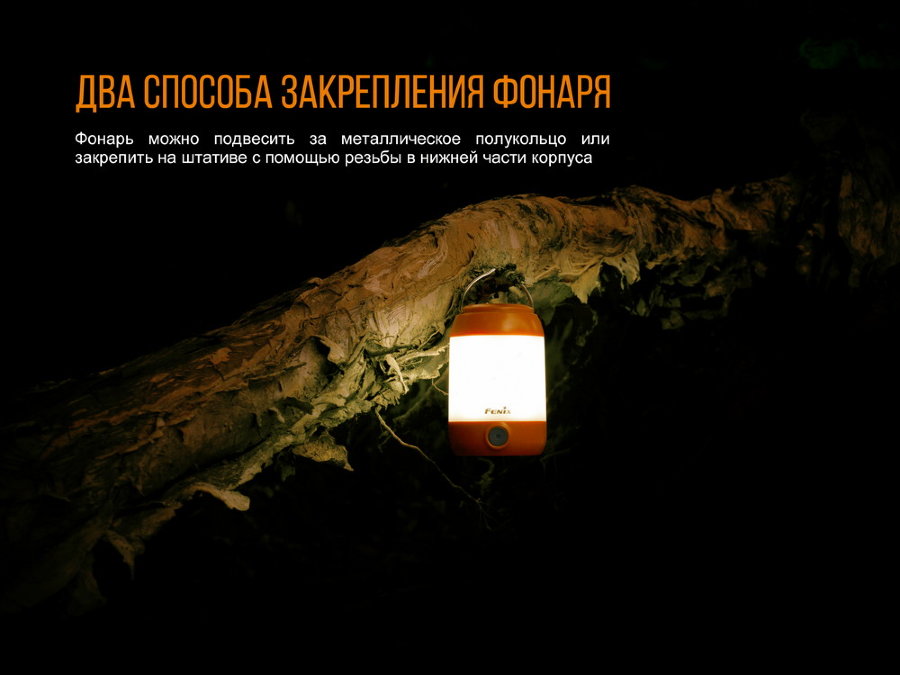 ДВА СПОСОБА ЗАКРЕПЛЕНИЯ ФОНАРЯ
Фонарь можно подвесить за металлическое полукольцо или
закрепить на штативе с помощью резьбы в нижней части корпуса
FENIX